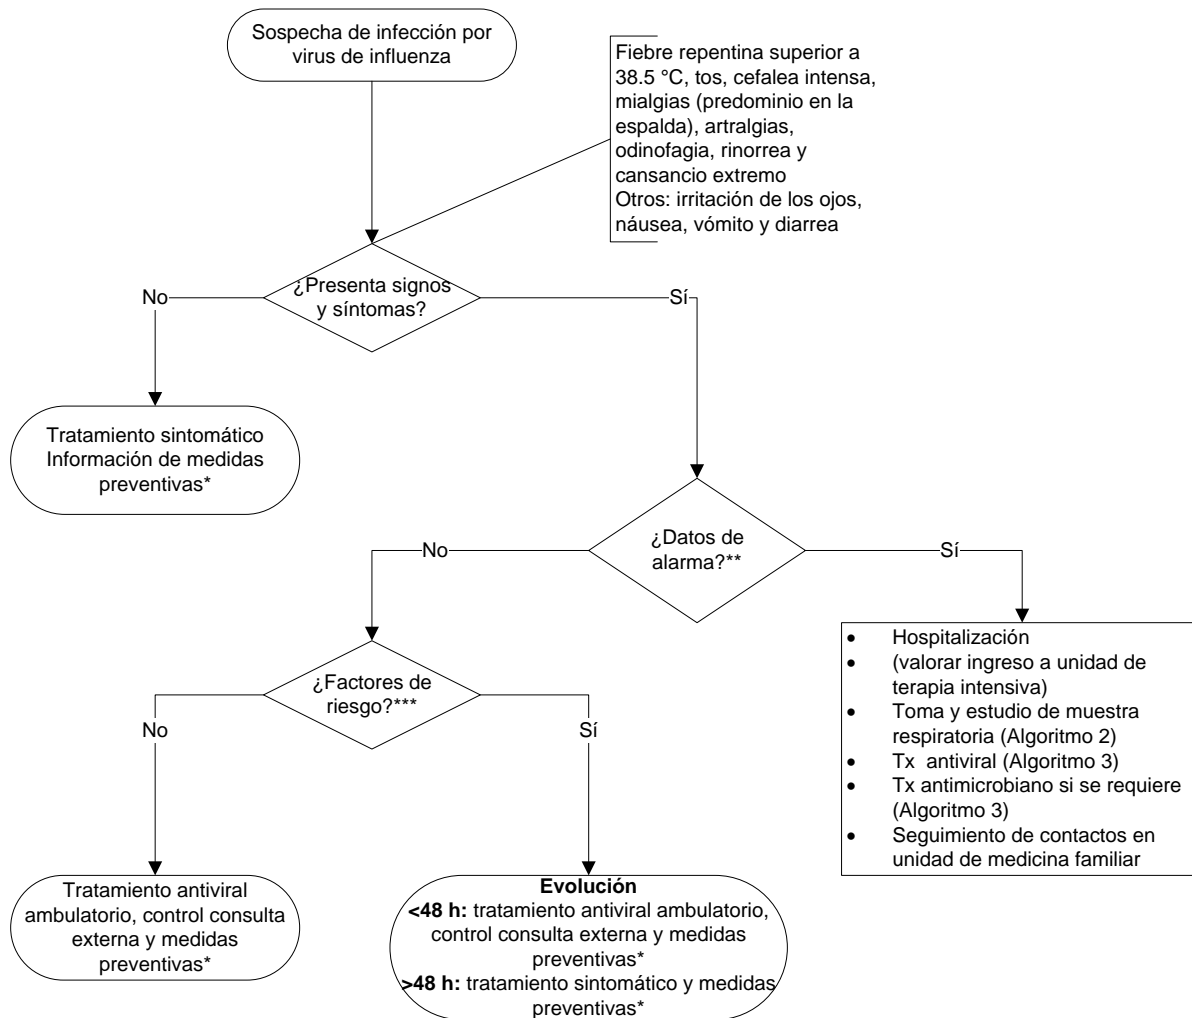 Sospecha de infección por
virus de influenza
Fiebre repentina superior a
38.5 °C, tos, cefalea intensa,
mialgias (predominio en la
espalda), artralgias,
odinofagia, rinorrea y
cansancio extremo
Otros: irritación de los ojos,
náusea, vómito y diarrea
¿Presenta signos
y síntomas?
No
Sí
Tratamiento sintomático
Información de medidas
preventivas*
¿Datos de
alarma?**
No
Sí
¿Factores de
riesgo?***
No
Sí
• Hospitalización
• (valorar ingreso a unidad de
terapia intensiva)
• Toma y estudio de muestra
respiratoria (Algoritmo 2)
• Tx antiviral (Algoritmo 3)
• Tx antimicrobiano si se requiere
(Algoritmo 3)
• Seguimiento de contactos en
unidad de medicina familiar
Tratamiento antiviral
ambulatorio, control consulta
externa y medidas
preventivas*
Evolución
<48 h: tratamiento antiviral ambulatorio,
control consulta externa y medidas
preventivas*
>48 h: tratamiento sintomático y medidas
preventivas*